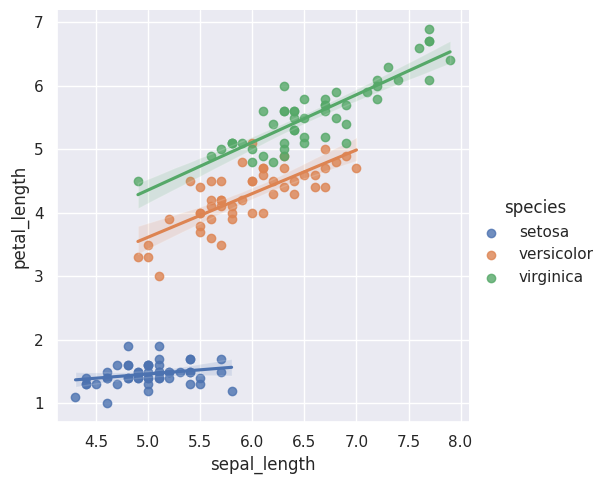 7
6
5
4
3
2
1
petal_length
4.5 5.0 5.5 6.0 6.5 7.0 7.5 8.0
sepal_length
species
setosa
versicolor
virginica